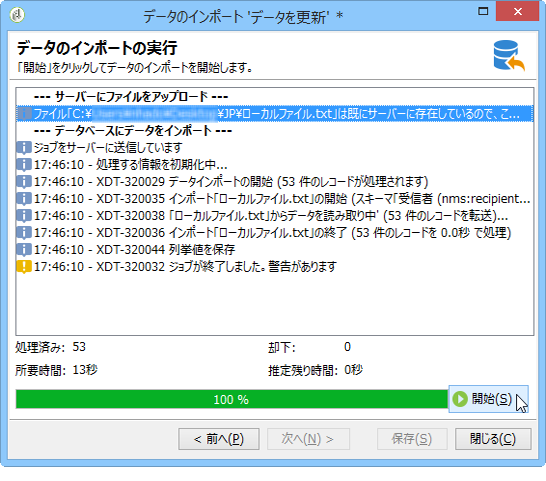 データのインポート 'データを更新' *
データのインポートの実行
「開始」をクリックしてデータのインポートを開始します。
--- サーバーにファイルをアップロード ---
ファイル「C:¥ ¥JP¥ローカルファイル.txt」は既にサーバーに存在しているので、こ...
--- データベースにデータをインポート ---
ジョブをサーバーに送信しています
17:46:10 - 処理する情報を初期化中...
17:46:10 - XDT-320029 データインポートの開始 (53 件のレコードが処理されます)
17:46:10 - XDT-320035 インポート「ローカルファイル.txt」の開始 (スキーマ「受信者 (nms:recipient...
17:46:10 - XDT-320038 「ローカルファイル.txt」からデータを読み取り中' (53 件のレコードを転送)...
17:46:10 - XDT-320036 インポート「ローカルファイル.txt」の終了 (53 件のレコードを 0.0秒 で処理)
17:46:10 - XDT-320044 列挙値を保存
17:46:10 - XDT-320032 ジョブが終了しました。警告があります
処理済み: 53 却下: 0
所要時間: 13秒 推定残り時間: 0秒
100 % 開始(S)
< 前へ(P) 次へ(N) > 保存(S) 閉じる(C)